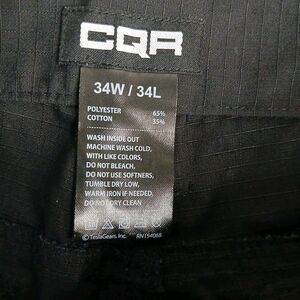 CQR
34W / 34L
POLYESTER 65%
COTTON 35%
WASH INSIDE OUT
MACHINE WASH COLD,
WITH LIKE COLORS,
DO NOT BLEACH,
DO NOT USE SOFTNERS,
TUMBLE DRY LOW,
WARM IRON IF NEEDED,
DO NOT DRY CLEAN
© TeslaGears, Inc. RN154068